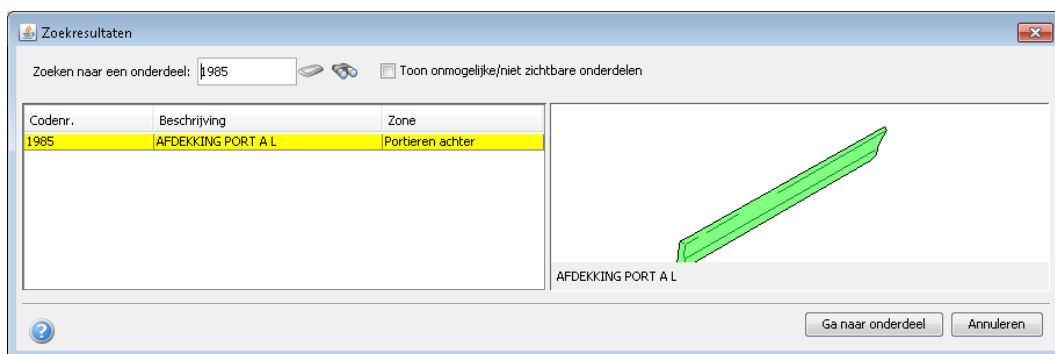 Zoekresultaten
Zoeken naar een onderdeel: 1985 Toon onmogelijke/niet zichtbare onderdelen
Codenr. Beschrijving Zone
1985 AFDEKKING PORT A L Portieren achter
AFDEKKING PORT A L
Ga naar onderdeel Annuleren